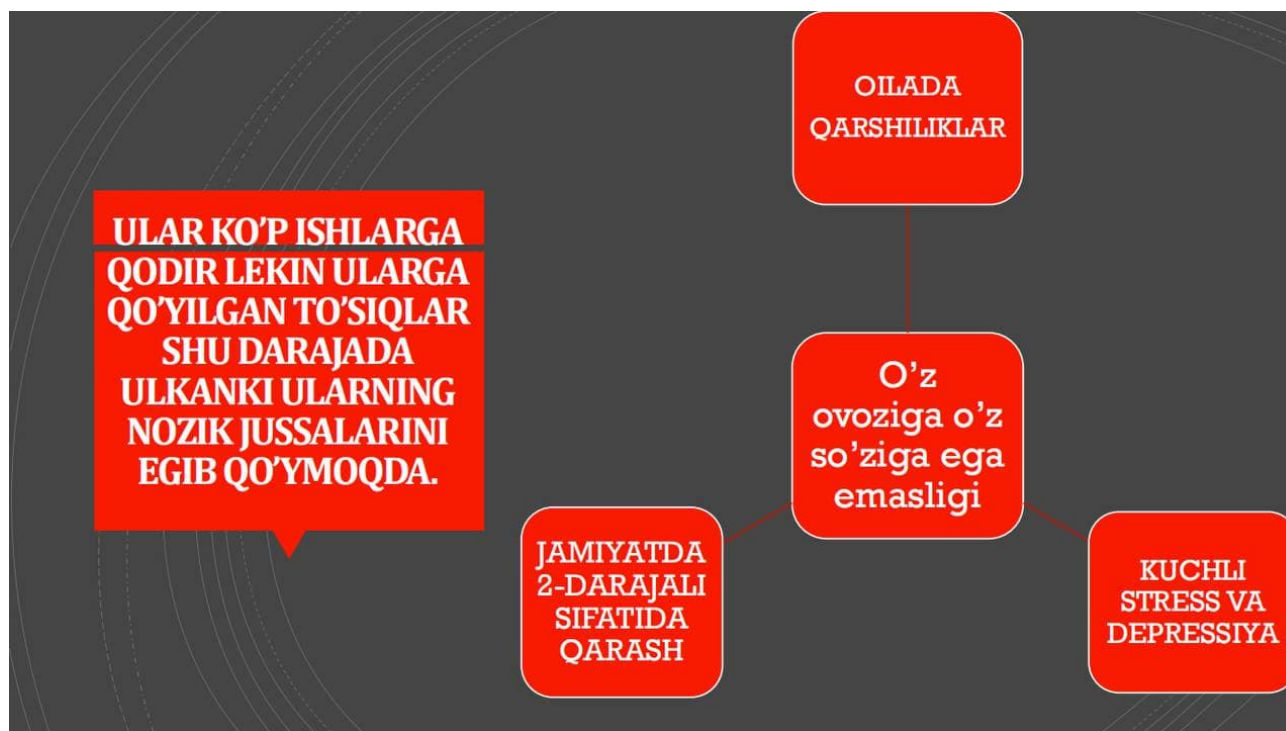 ULAR KO’P ISHLARGA
QODIR LEKIN ULARGA
QO’YILGAN TO’SIQLAR
SHU DARAJADA
ULKANKI ULARNING
NOZIK JUSSALARINI
EGIB QO’YMOQDA.
OILADA
QARSHILIKLAR
O’z
ovoziga o’z
so’ziga ega
emasligi
JAMIYATDA
2-DARAJALI
SIFATIDA
QARASH
KUCHLI
STRESS VA
DEPRESSIYA